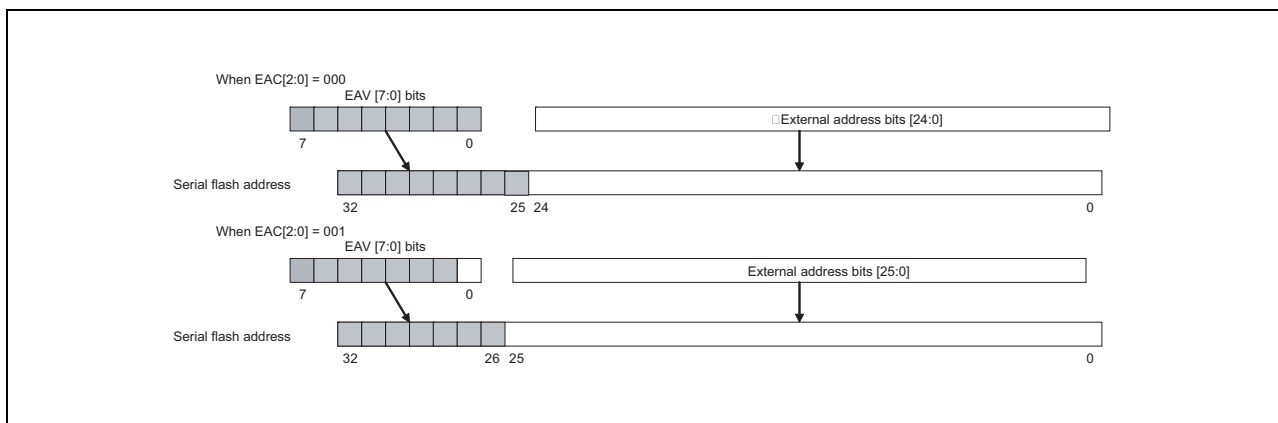 When EAC[2:0] = 000
EAV [7:0] bits
□External address bits [24:0]
7 0
Serial flash address
32 25 24 0
When EAC[2:0] = 001
EAV [7:0] bits
External address bits [25:0]
7 0
Serial flash address
32 26 25 0